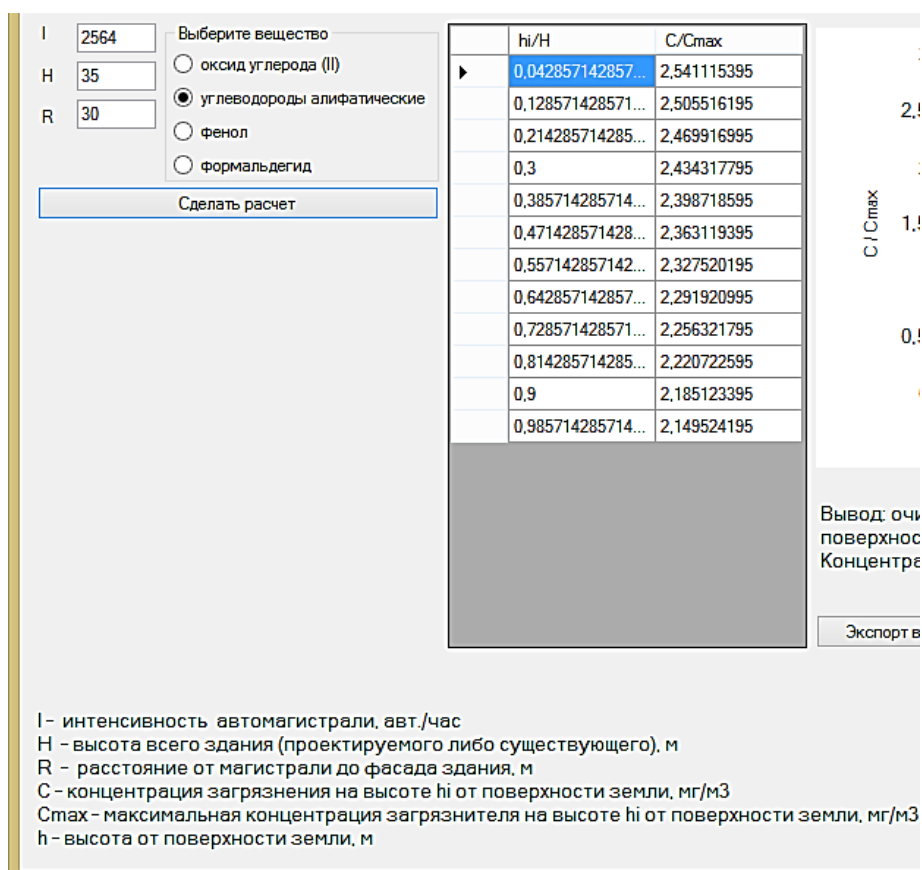 I 2564
H 35
R 30
Выберите вещество
оксид углерода (II)
углеводороды алифатические
фенол
формальдегид
Сделать расчет
hi/H C/Cmax
0,042857142857... 2,541115395
0,128571428571... 2,505516195
0,214285714285... 2,469916995
0,3 2,434317795
0,385714285714... 2,398718595
0,471428571428... 2,363119395
0,557142857142... 2,327520195
0,642857142857... 2,291920995
0,728571428571... 2,256321795
0,814285714285... 2,220722595
0,9 2,185123395
0,985714285714... 2,149524195
C / Cmax
Вывод:
Экспорт в
I – интенсивность автомагистрали, авт./час
H – высота всего здания (проектируемого либо существующего), м
R – расстояние от магистрали до фасада здания, м
C – концентрация загрязнения на высоте hi от поверхности земли, мг/м3
Cmax – максимальная концентрация загрязнителя на высоте hi от поверхности земли, мг/м3
h – высота от поверхности земли, м